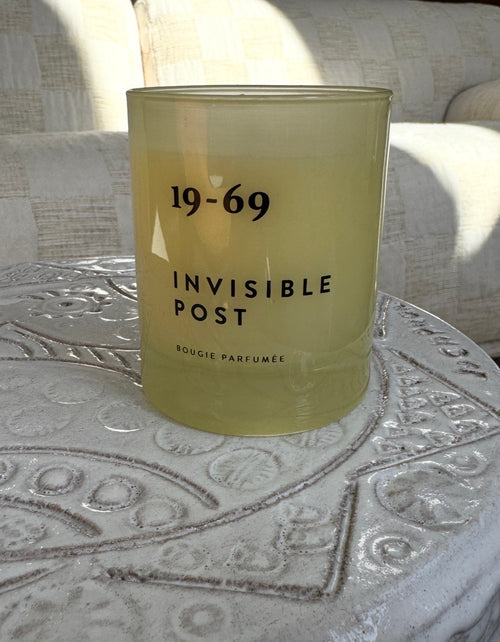 19-69
INVISIBLE
POST
BOUGIE PARFUMÉE